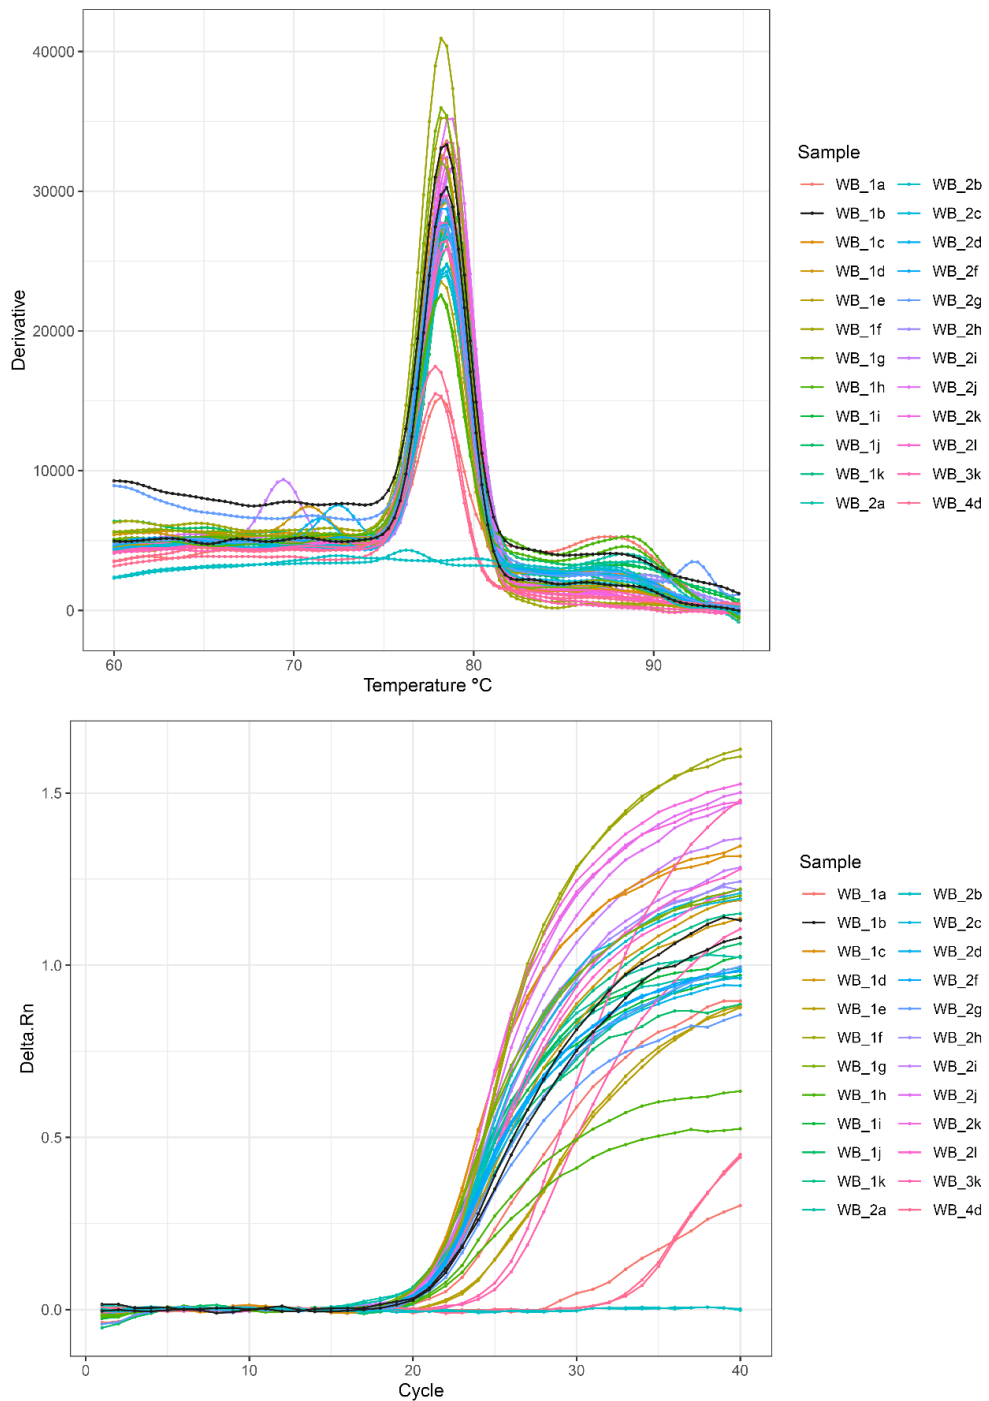 40000
30000
20000
10000
0
Derivative
60 70 80 90
Temperature °C
Sample
WB_1a WB_2b
WB_1b WB_2c
WB_1c WB_2d
WB_1d WB_2f
WB_1e WB_2g
WB_1f WB_2h
WB_1g WB_2i
WB_1h WB_2j
WB_1i WB_2k
WB_1j WB_2l
WB_1k WB_3k
WB_2a WB_4d
1.5
1.0
0.5
0.0
Delta.Rn
0 10 20 30 40
Cycle
Sample
WB_1a WB_2b
WB_1b WB_2c
WB_1c WB_2d
WB_1d WB_2f
WB_1e WB_2g
WB_1f WB_2h
WB_1g WB_2i
WB_1h WB_2j
WB_1i WB_2k
WB_1j WB_2l
WB_1k WB_3k
WB_2a WB_4d